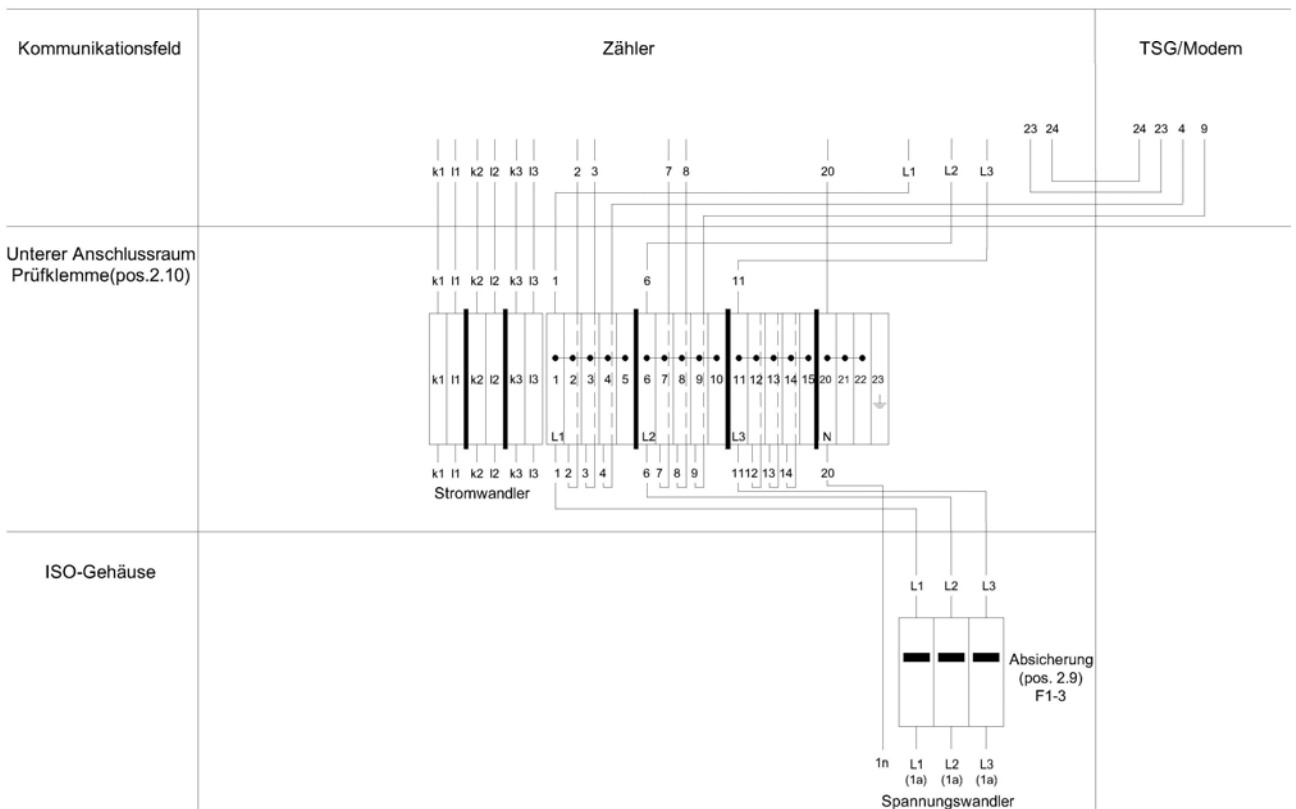 Kommunikationsfeld
Zähler
TSG/Modem
23 24
24 23 4 9
k1 l1 k2 l2 k3 l3 2 3 7 8 20 L1 L2 L3
Unterer Anschlussraum
Prüfklemme(pos.2.10)
k1 l1 k2 l2 k3 l3 1 6 11
k1 l1 k2 l2 k3 l3 1 2 3 4 5 6 7 8 9 10 11 12 13 14 15 20 21 22 23
L1 L2 L3 N
k1 l1 k2 l2 k3 l3 1 2 3 4 6 7 8 9 11 12 13 14 20
Stromwandler
ISO-Gehäuse
L1 L2 L3
Absicherung
(pos. 2.9)
F1-3
1n L1 L2 L3
(1a) (1a) (1a)
Spannungswandler